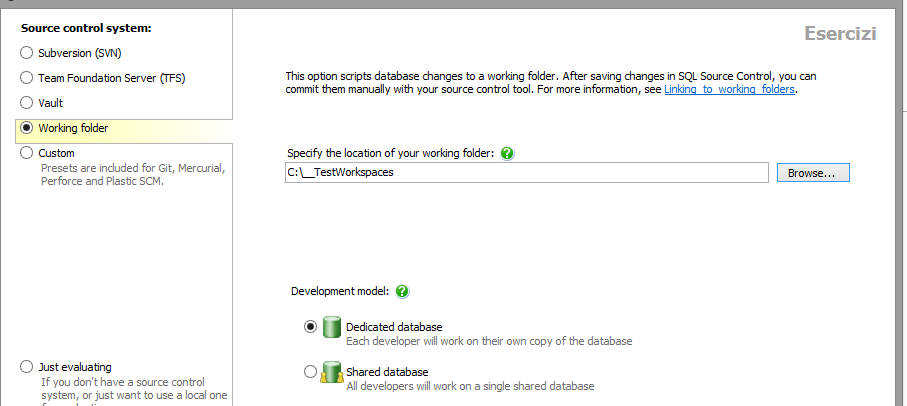 Source control system:
Subversion (SVN)
Team Foundation Server (TFS)
Vault
Working folder
Custom
Presets are included for Git, Mercurial,
Perforce and Plastic SCM.
Just evaluating
If you don't have a source control
system, or just want to use a local one
Esercizi
This option scripts database changes to a working folder. After saving changes in SQL Source Control, you can
commit them manually with your source control tool. For more information, see Linking to working folders.
Specify the location of your working folder:
C:\__TestWorkspaces
Browse...
Development model:
Dedicated database
Each developer will work on their own copy of the database
Shared database
All developers will work on a single shared database